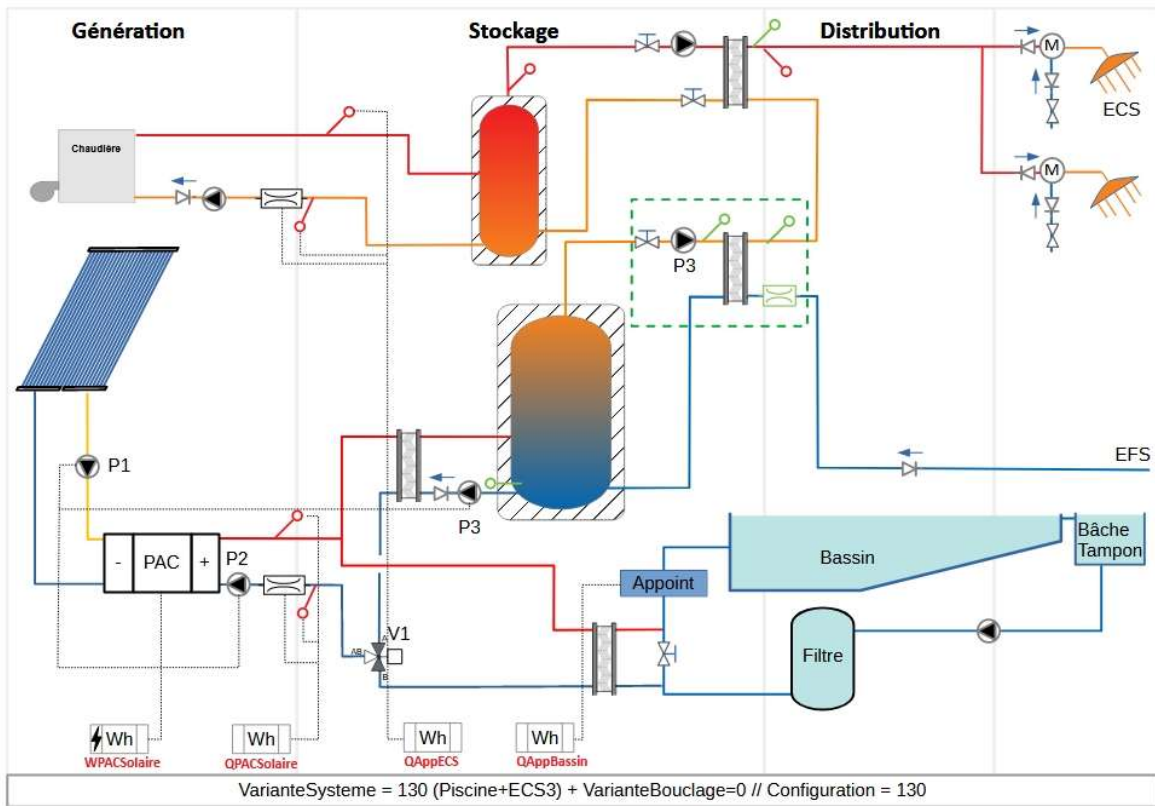 Génération
Stockage
Distribution
Chaudière
M
ECS
M
P3
P1
EFS
P3
- PAC +
P2
Bassin
Bâche
Tampon
Appoint
A
V1
AB
B
Filtre
Wh
WPACSolaire
Wh
QPACSolaire
Wh
QAppECS
Wh
QAppBassin
VarianteSysteme = 130 (Piscine+ECS3) + VarianteBouclage=0 // Configuration = 130